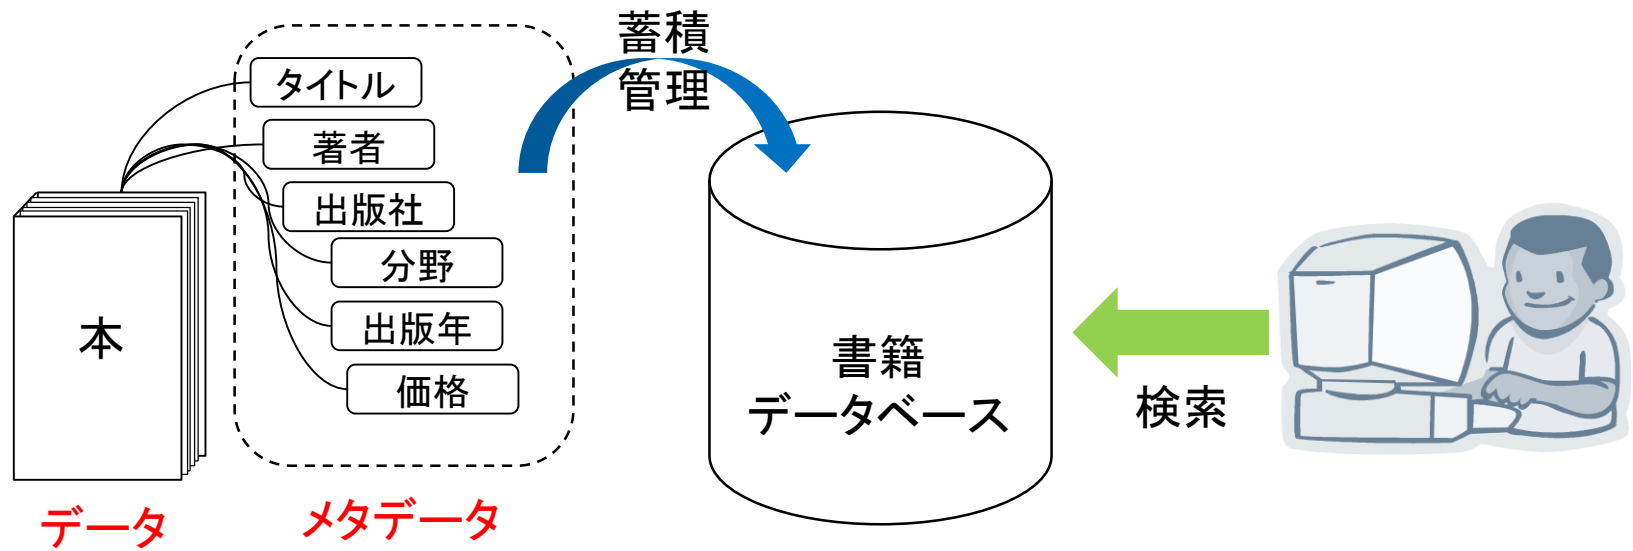 タイトル
著者
出版社
分野
出版年
価格
本
データ
メタデータ
蓄積
管理
書籍
データベース
検索